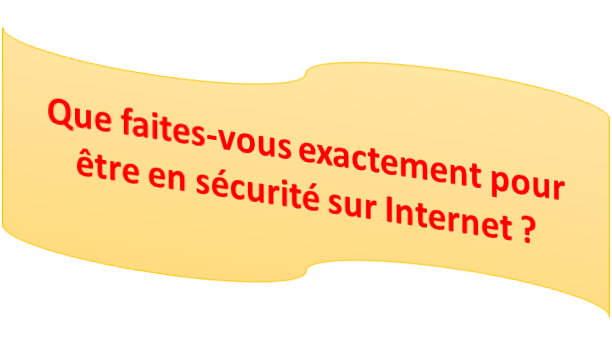 Que faites-vous exactement pour
être en sécurité sur Internet ?